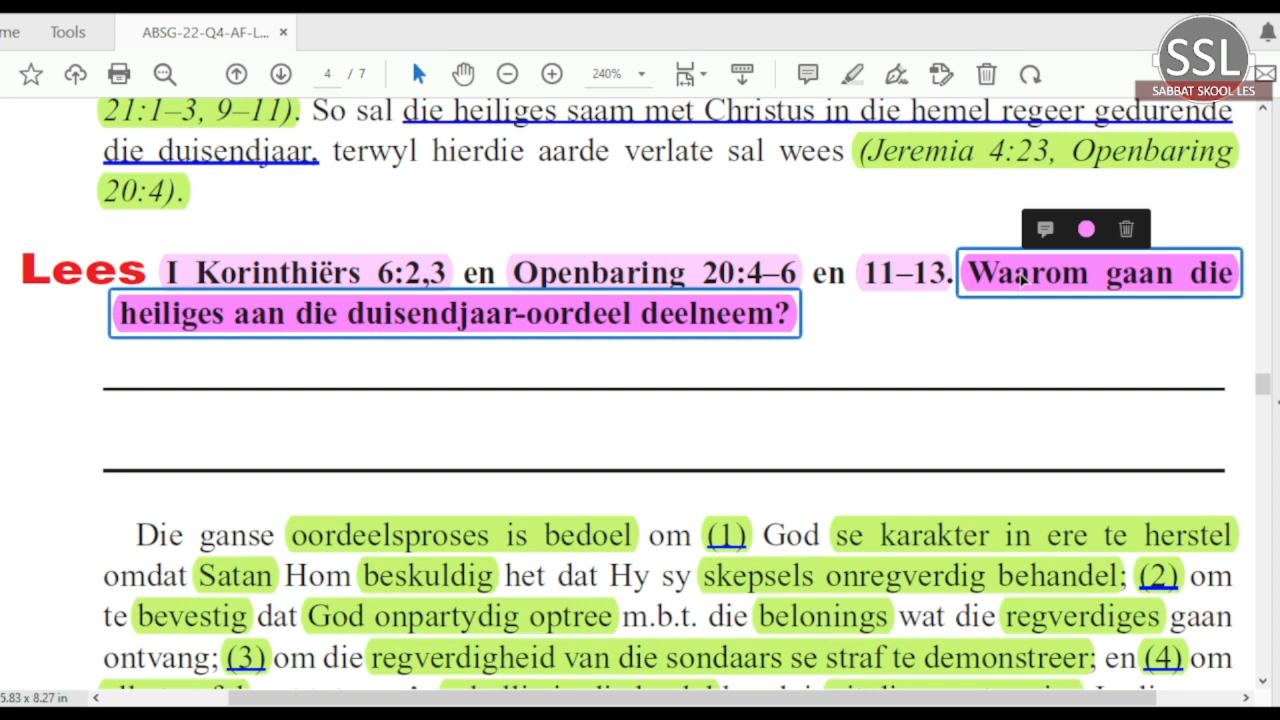 me Tools ABSG-22-Q4-AF-L... ×
4 / 7 240%
SSL
SABBAT SKOOL LES
21:1–3, 9–11). So sal die heiliges saam met Christus in die hemel regeer gedurende
die duisendjaar, terwyl hierdie aarde verlate sal wees (Jeremia 4:23, Openbaring
20:4).
Lees I Korinthiërs 6:2,3 en Openbaring 20:4–6 en 11–13. Waarom gaan die
heiliges aan die duisendjaar-oordeel deelneem?
Die ganse oordeelsproses is bedoel om (1) God se karakter in ere te herstel
omdat Satan Hom beskuldig het dat Hy sy skepsels onregverdig behandel; (2) om
te bevestig dat God onpartydig optree m.b.t. die belonings wat die regverdiges gaan
ontvang; (3) om die regverdigheid van die sondaars se straf te demonstreer; en (4) om
5.83 x 8.27 in